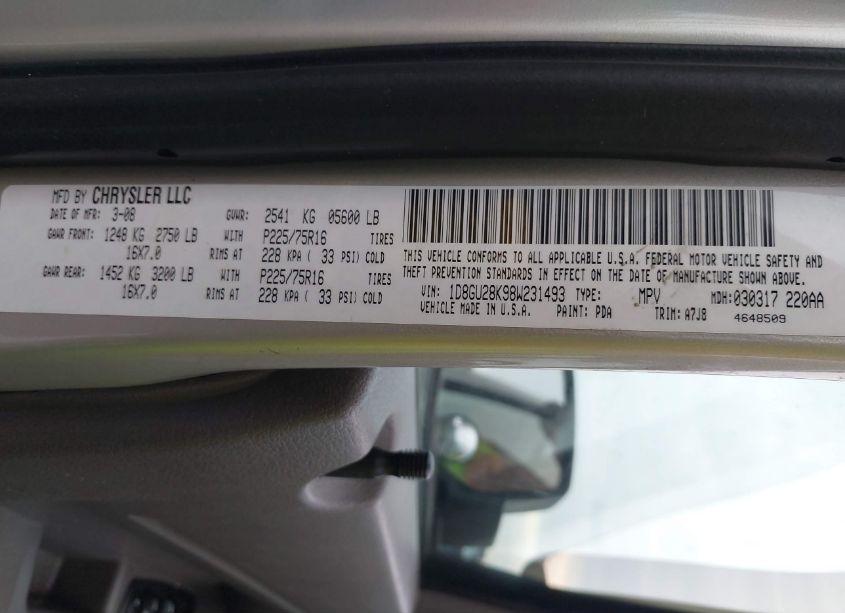 MFD BY CHRYSLER LLC
DATE OF MFR: 3-08 GVWR: 2541 KG 05600 LB
GAWR FRONT: 1248 KG 2750 LB WITH P225/75R16 TIRES
16X7.0 RIMS AT 228 KPA ( 33 PSI) COLD
GAWR REAR: 1452 KG 3200 LB WITH P225/75R16 TIRES
16X7.0 RIMS AT 228 KPA ( 33 PSI) COLD
THIS VEHICLE CONFORMS TO ALL APPLICABLE U.S.A. FEDERAL MOTOR VEHICLE SAFETY AND
THEFT PREVENTION STANDARDS IN EFFECT ON THE DATE OF MANUFACTURE SHOWN ABOVE.
VIN: 1D8GU28K98W231493 TYPE: MPV MDH: 030317 220AA
VEHICLE MADE IN U.S.A. PAINT: PDA TRIM: A7J8 4648509